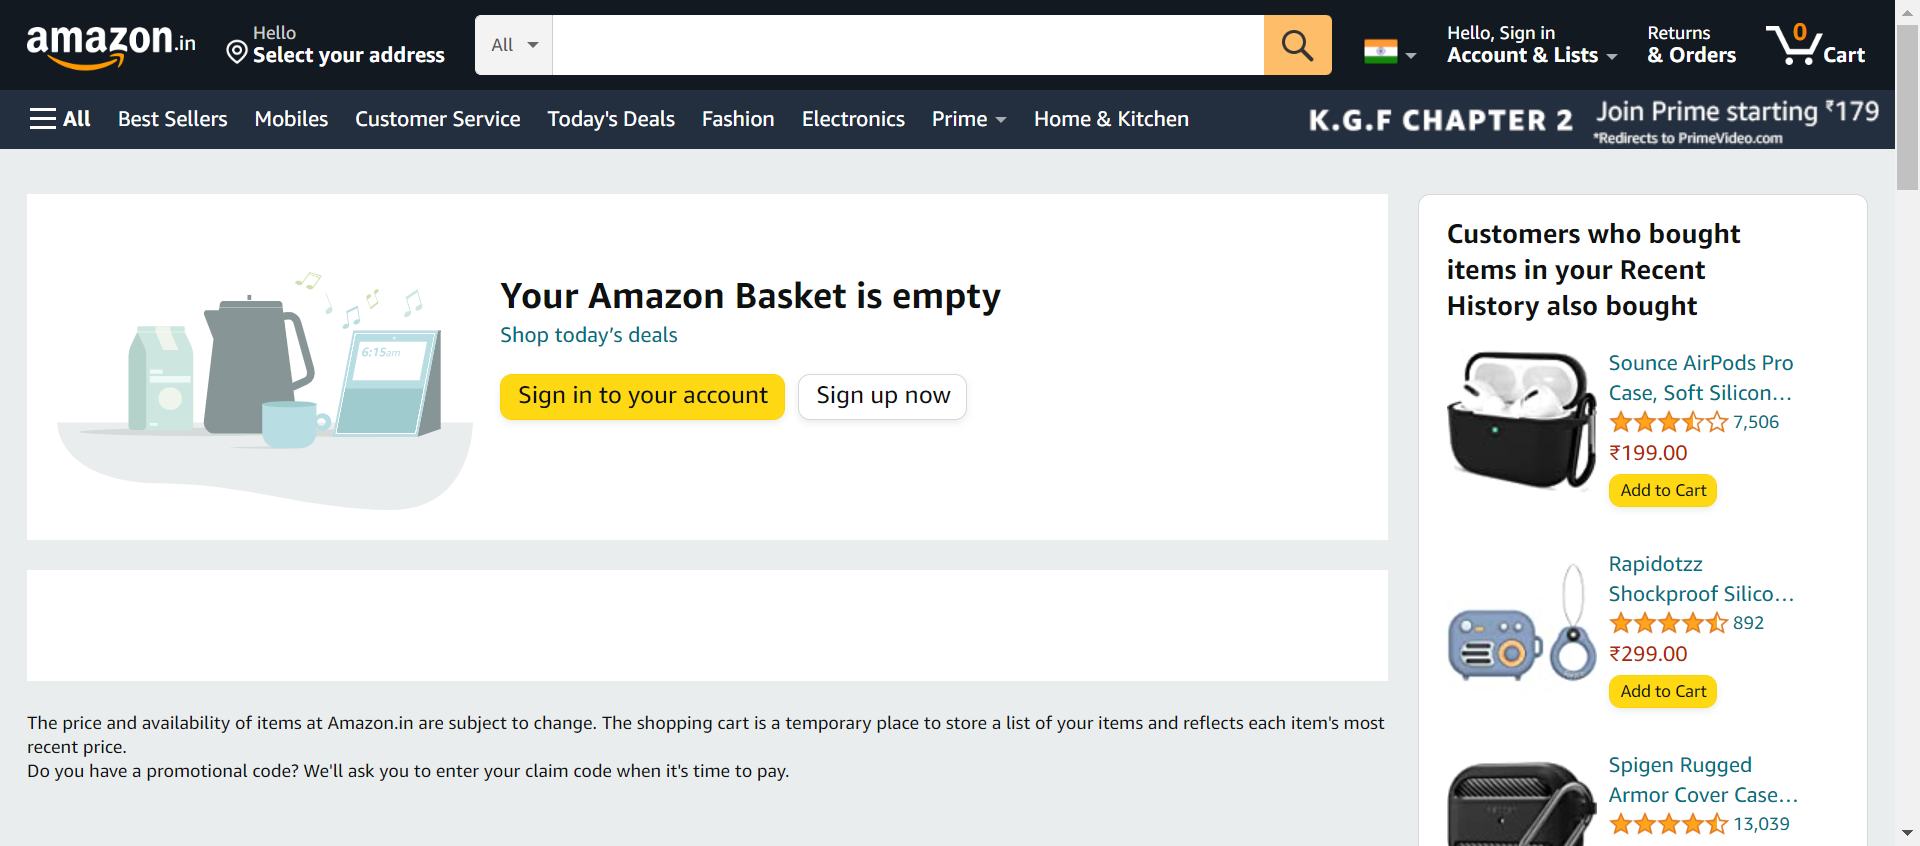 amazon.in
Hello
Select your address
All
Hello, Sign in
Account & Lists
Returns
& Orders
0
Cart
All
Best Sellers
Mobiles
Customer Service
Today's Deals
Fashion
Electronics
Prime
Home & Kitchen
K.G.F CHAPTER 2
Join Prime starting ₹179
*Redirects to PrimeVideo.com
6:15am
Your Amazon Basket is empty
Shop today’s deals
Sign in to your account
Sign up now
The price and availability of items at Amazon.in are subject to change. The shopping cart is a temporary place to store a list of your items and reflects each item's most
recent price.
Do you have a promotional code? We'll ask you to enter your claim code when it's time to pay.
Customers who bought
items in your Recent
History also bought
Sounce AirPods Pro
Case, Soft Silicon…
7,506
₹199.00
Add to Cart
Rapidotzz
Shockproof Silico…
892
₹299.00
Add to Cart
Spigen Rugged
Armor Cover Case…
13,039